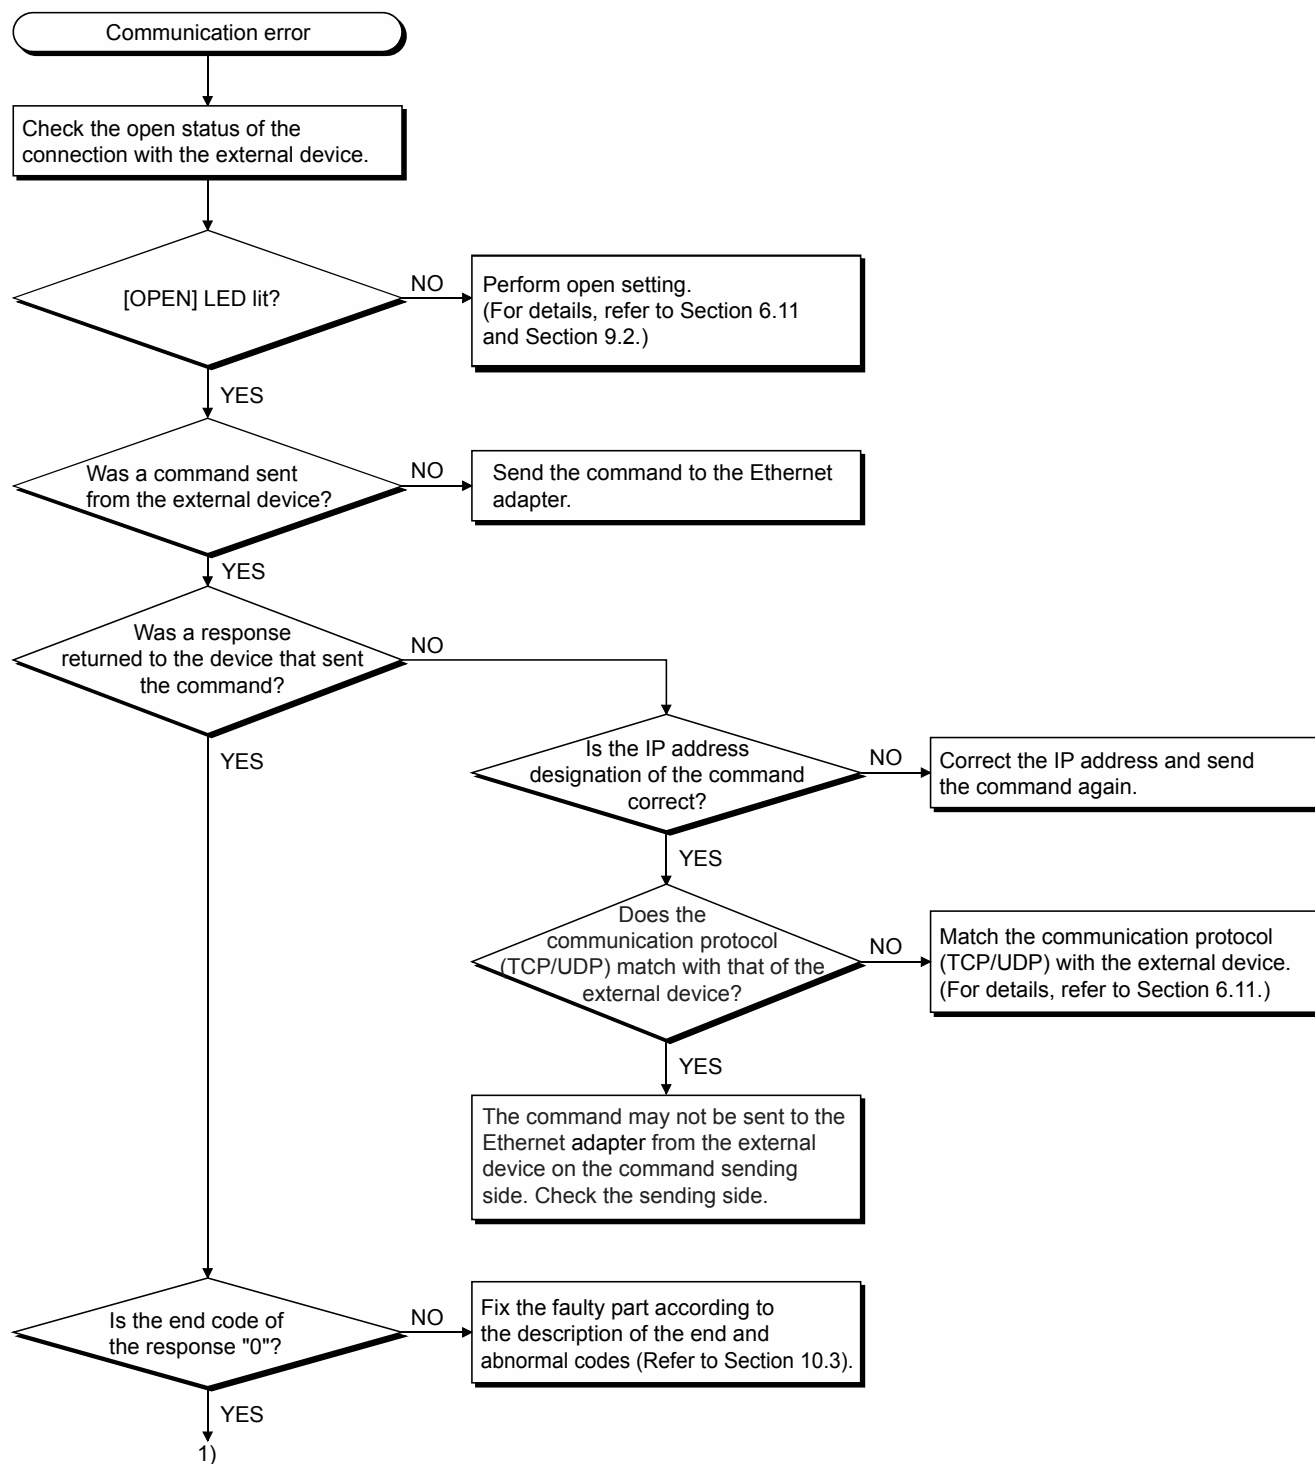 Communication error
Check the open status of the
connection with the external device.
[OPEN] LED lit?
NO
Perform open setting.
(For details, refer to Section 6.11
and Section 9.2.)
YES
Was a command sent
from the external device?
NO
Send the command to the Ethernet
adapter.
YES
Was a response
returned to the device that sent
the command?
NO
YES
Is the IP address
designation of the command
correct?
NO
Correct the IP address and send
the command again.
YES
Does the
communication protocol
(TCP/UDP) match with that of the
external device?
NO
Match the communication protocol
(TCP/UDP) with the external device.
(For details, refer to Section 6.11.)
YES
The command may not be sent to the
Ethernet adapter from the external
device on the command sending
side. Check the sending side.
Is the end code of
the response "0"?
NO
Fix the faulty part according to
the description of the end and
abnormal codes (Refer to Section 10.3).
YES
1)